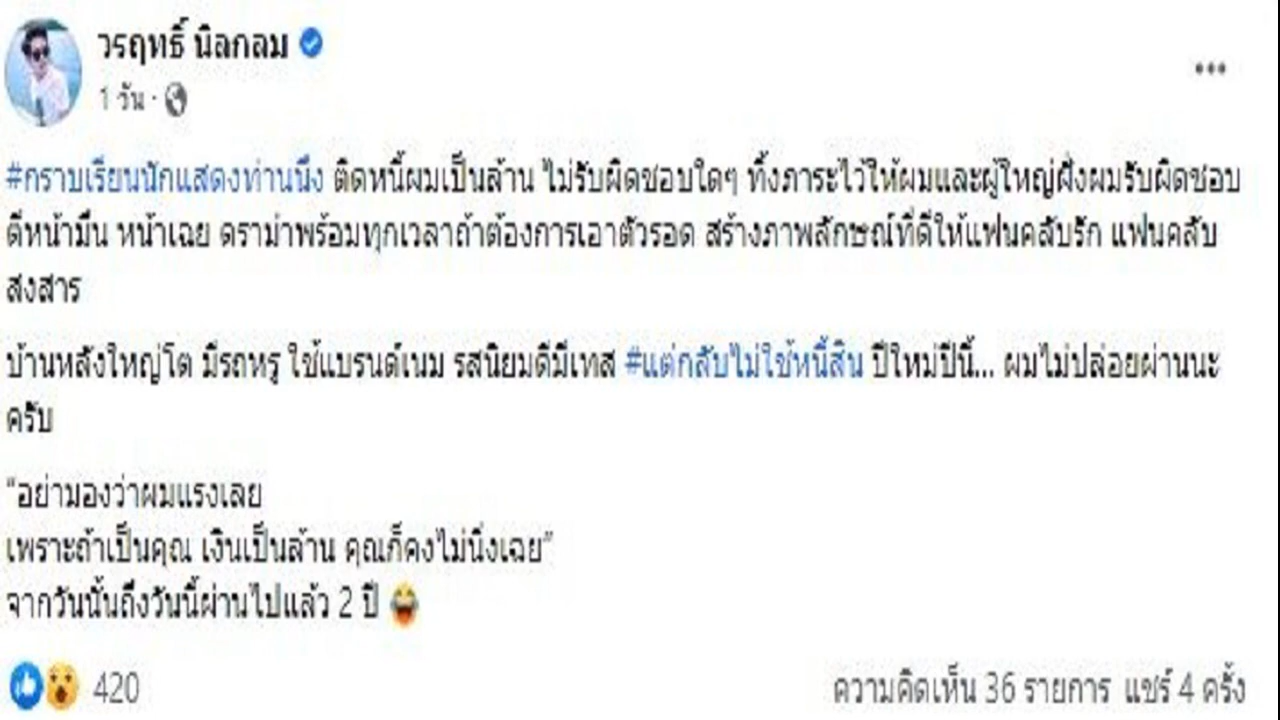 วรฤทธิ์ นิลกลม
1 วัน ·
#กราบเรียนนักแสดงท่านนึง ติดหนี้ผมเป็นล้าน ไม่รับผิดชอบใดๆ ทิ้งภาระไว้ให้ผมและผู้ใหญ่ฝั่งผมรับผิดชอบ
ตีหน้ามึน หน้าเฉย ดราม่าพร้อมทุกเวลาถ้าต้องการเอาตัวรอด สร้างภาพลักษณ์ที่ดีให้แฟนคลับรัก แฟนคลับ
สงสาร
บ้านหลังใหญ่โต มีรถหรู ใช้แบรนด์เนม รสนิยมดีมีเทส #แต่กลับไม่ใช้หนี้สิน ปีใหม่ปีนี้... ผมไม่ปล่อยผ่านนะ
ครับ
"อย่ามองว่าผมแรงเลย
เพราะถ้าเป็นคุณ เงินเป็นล้าน คุณก็คงไม่นิ่งเฉย"
จากวันนั้นถึงวันนี้ผ่านไปแล้ว 2 ปี 😂
420
ความคิดเห็น 36 รายการ แชร์ 4 ครั้ง